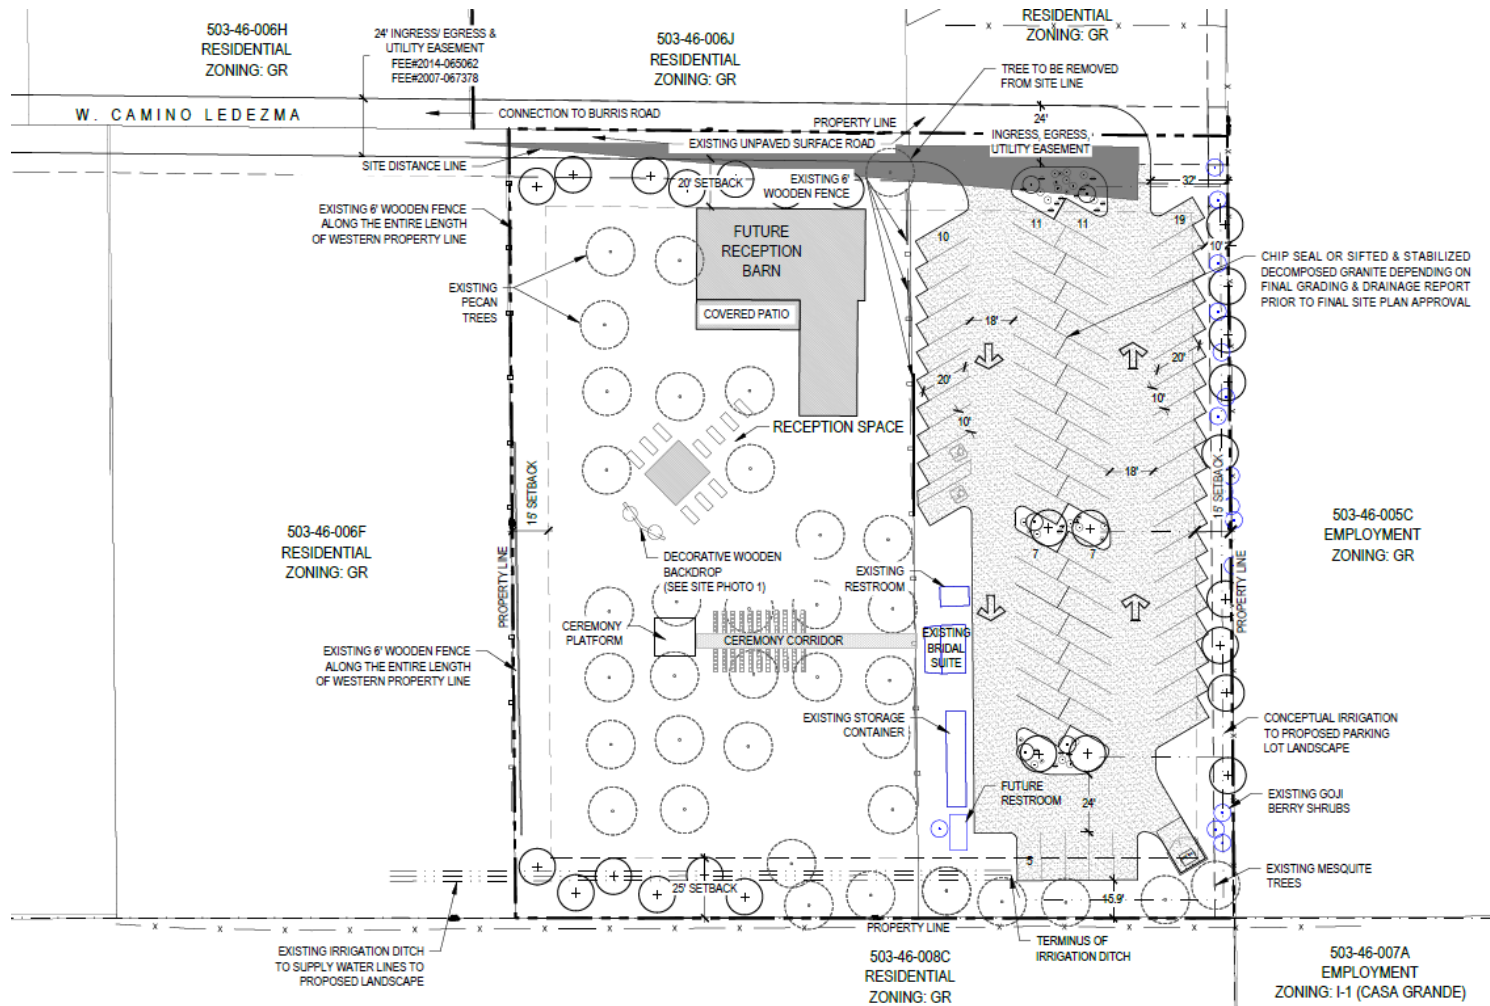 503-46-006H
RESIDENTIAL
ZONING: GR
24' INGRESS/ EGRESS &
UTILITY EASEMENT
FEE#2014-065062
FEE#2007-067378
503-46-006J
RESIDENTIAL
ZONING: GR
RESIDENTIAL
ZONING: GR
TREE TO BE REMOVED
FROM SITE LINE
W. CAMINO LEDEZMA
CONNECTION TO BURRIS ROAD
PROPERTY LINE
24'
INGRESS, EGRESS,
UTILITY EASEMENT
EXISTING UNPAVED SURFACE ROAD
SITE DISTANCE LINE
20' SETBACK
EXISTING 6'
WOODEN FENCE
32'
EXISTING 6' WOODEN FENCE
ALONG THE ENTIRE LENGTH
OF WESTERN PROPERTY LINE
FUTURE
RECEPTION
BARN
10
11
11
19
10'
CHIP SEAL OR SIFTED & STABILIZED
DECOMPOSED GRANITE DEPENDING ON
FINAL GRADING & DRAINAGE REPORT
PRIOR TO FINAL SITE PLAN APPROVAL
EXISTING
PECAN
TREES
COVERED PATIO
18'
20'
20'
10'
10'
RECEPTION SPACE
18'
15' SETBACK
15' SETBACK
503-46-006F
RESIDENTIAL
ZONING: GR
503-46-005C
EMPLOYMENT
ZONING: GR
PROPERTY LINE
PROPERTY LINE
7
7
DECORATIVE WOODEN
BACKDROP
(SEE SITE PHOTO 1)
EXISTING
RESTROOM
CEREMONY
PLATFORM
CEREMONY CORRIDOR
EXISTING
BRIDAL
SUITE
EXISTING 6' WOODEN FENCE
ALONG THE ENTIRE LENGTH
OF WESTERN PROPERTY LINE
EXISTING STORAGE
CONTAINER
CONCEPTUAL IRRIGATION
TO PROPOSED PARKING
LOT LANDSCAPE
FUTURE
RESTROOM
24'
EXISTING GOJI
BERRY SHRUBS
5
25' SETBACK
15.9'
EXISTING MESQUITE
TREES
PROPERTY LINE
EXISTING IRRIGATION DITCH
TO SUPPLY WATER LINES TO
PROPOSED LANDSCAPE
TERMINUS OF
IRRIGATION DITCH
503-46-008C
RESIDENTIAL
ZONING: GR
503-46-007A
EMPLOYMENT
ZONING: I-1 (CASA GRANDE)